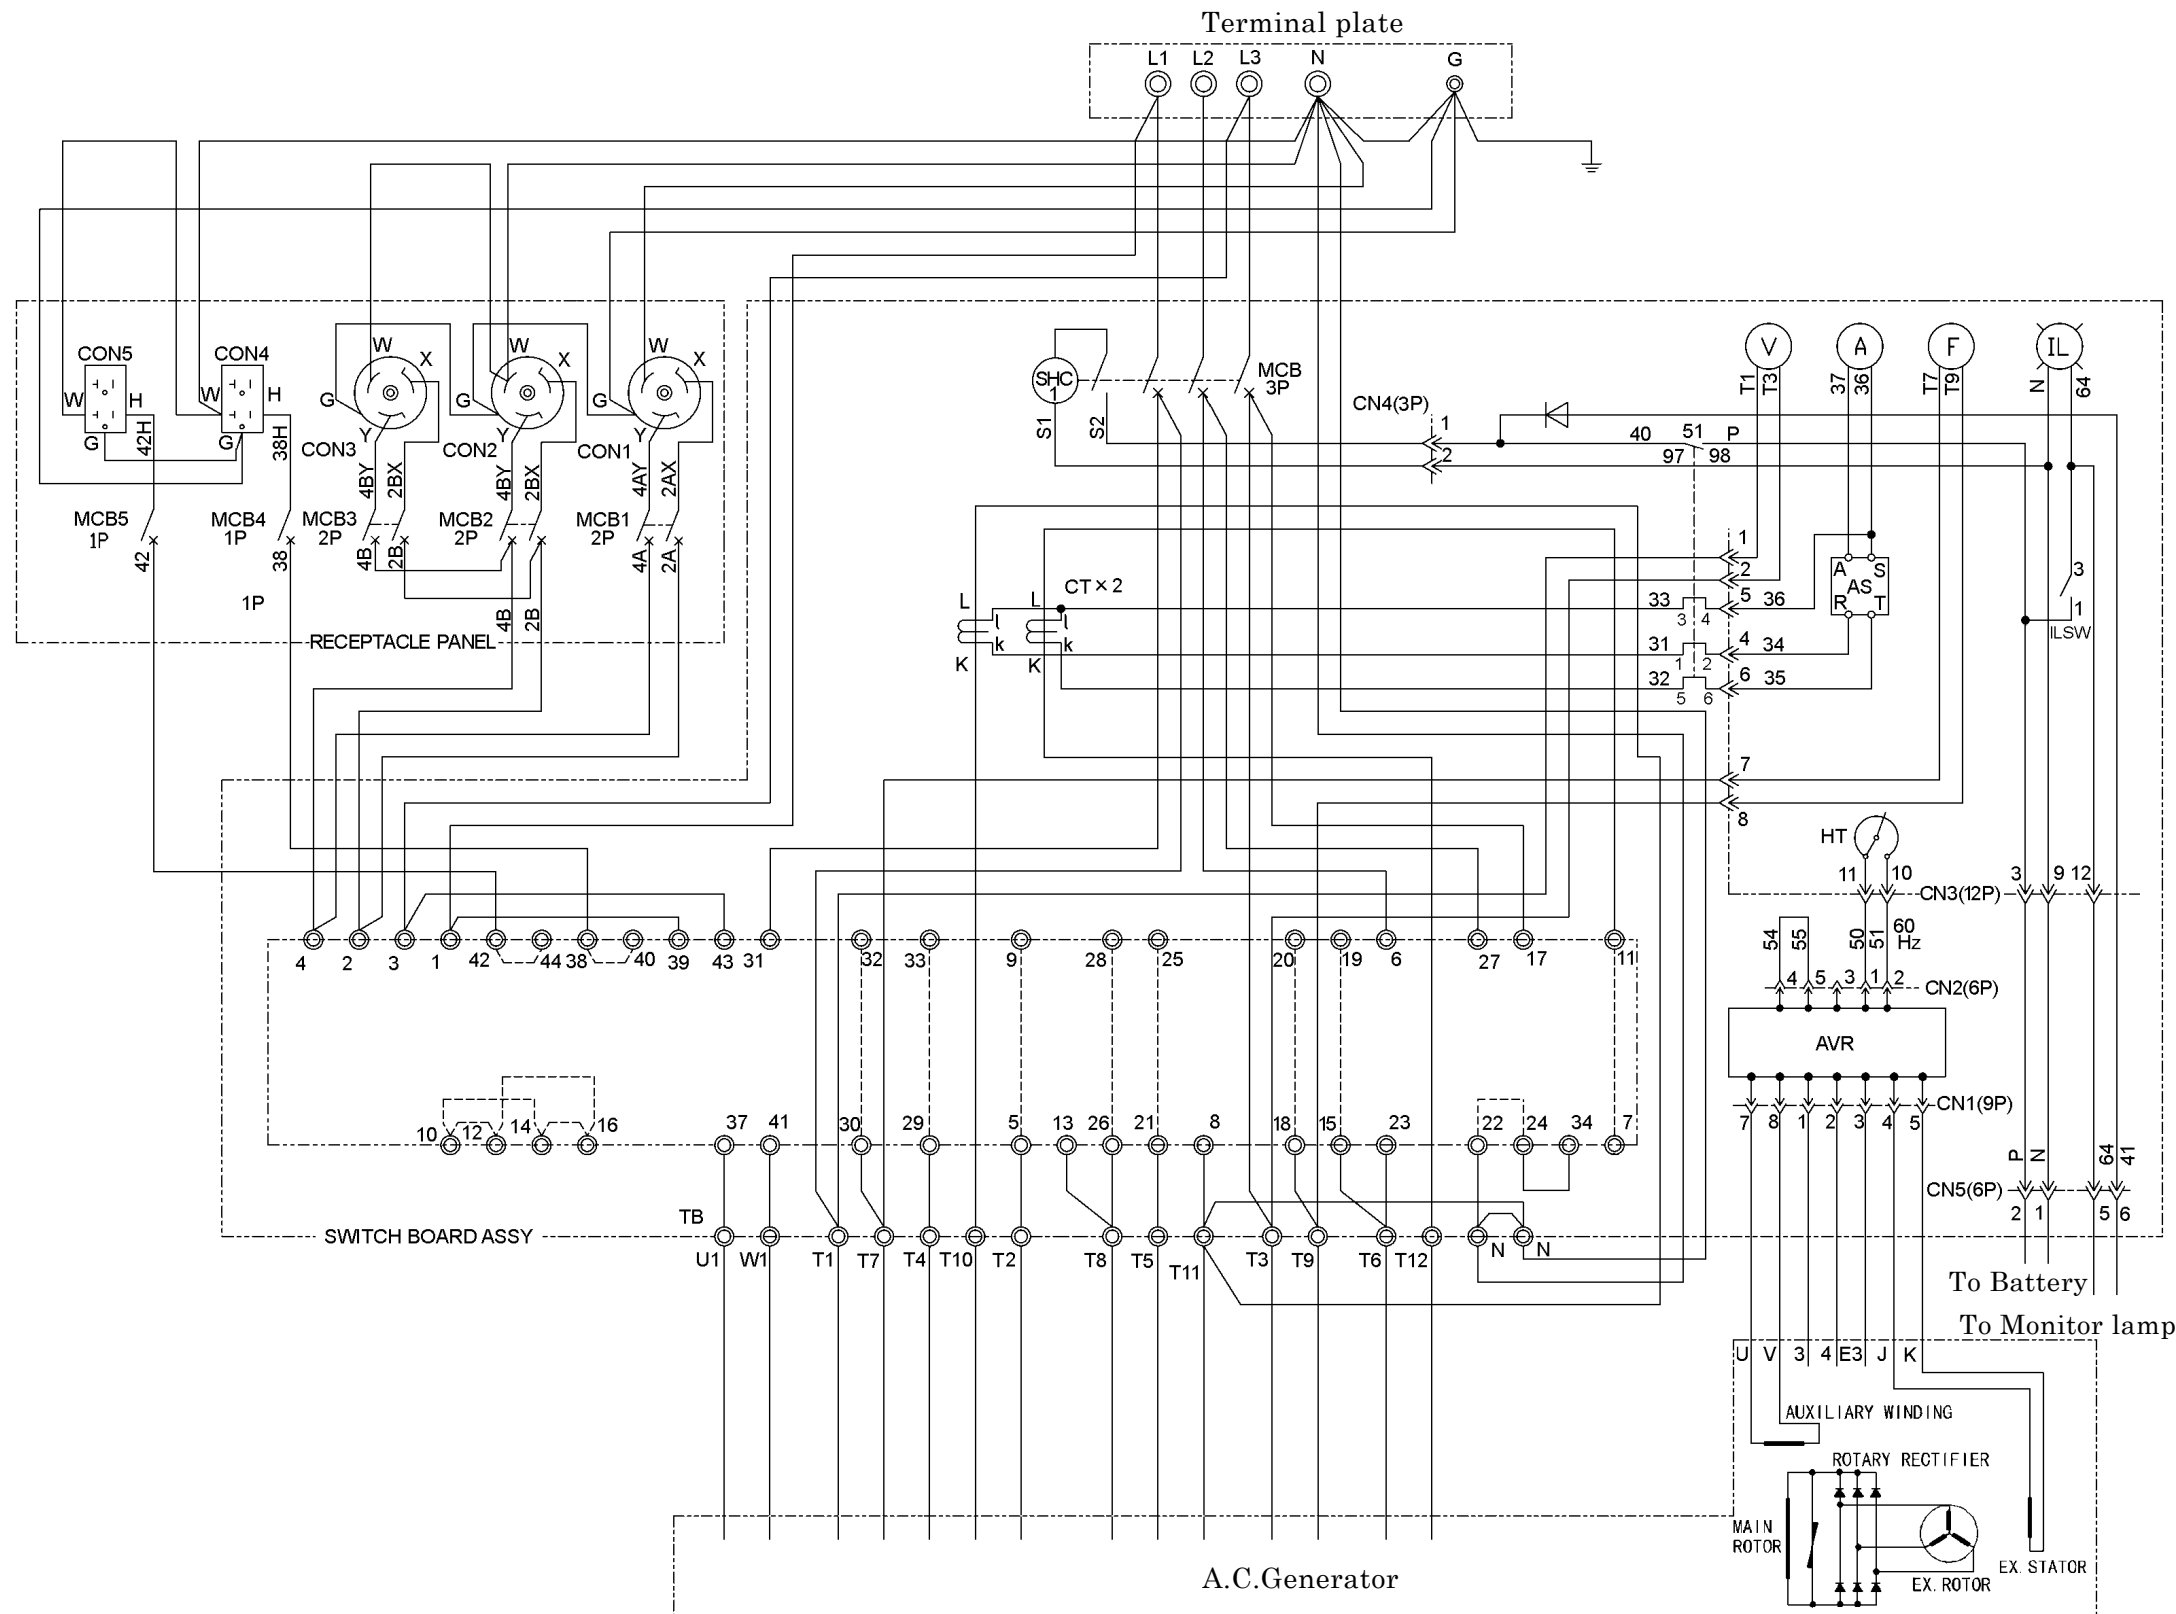 Terminal plate
L1 L2 L3 N G
CON5 CON4 W X W X W X
SHC 1
MCB 3P
V A F IL
W H W H G G G
T1 T3 37 36 T7 T9 N 64
G 42H G 38H
Y Y Y
CON3 CON2 CON1
4BY 2BX 4BY 2BX 4AY 2AX
S1 S2
CN4(3P) 1 2
40 51 P
97 98
MCB5 1P
MCB4 1P
MCB3 2P
MCB2 2P
MCB1 2P
42 38 4B 2B 4A 2A
1P
4B 2B
RECEPTACLE PANEL
L L CT×2
l l
k k
K K
1
2
33 3 4 5 36
31 1 2 4 34
32 5 6 6 35
A S
AS
R T
3
1
ILSW
7
8
HT
11 10
3 9 12
CN3(12P)
54 55 50 51 60 Hz
4 5 3 1 2
CN2(6P)
4 2 3 1 42 44 38 40 39 43 31 32 33 9 28 25 20 19 6 27 17 11
AVR
CN1(9P)
7 8 1 2 3 4 5
10 12 14 16 37 41 30 29 5 13 26 21 8 18 15 23 22 24 34 7
P N 64 41
CN5(6P)
2 1 5 6
TB
SWITCH BOARD ASSY
U1 W1 T1 T7 T4 T10 T2 T8 T5 T11 T3 T9 T6 T12 N N
To Battery
To Monitor lamp
U V 3 4 E3 J K
AUXILIARY WINDING
ROTARY RECTIFIER
MAIN
ROTOR
EX.STATOR
EX.ROTOR
A.C.Generator